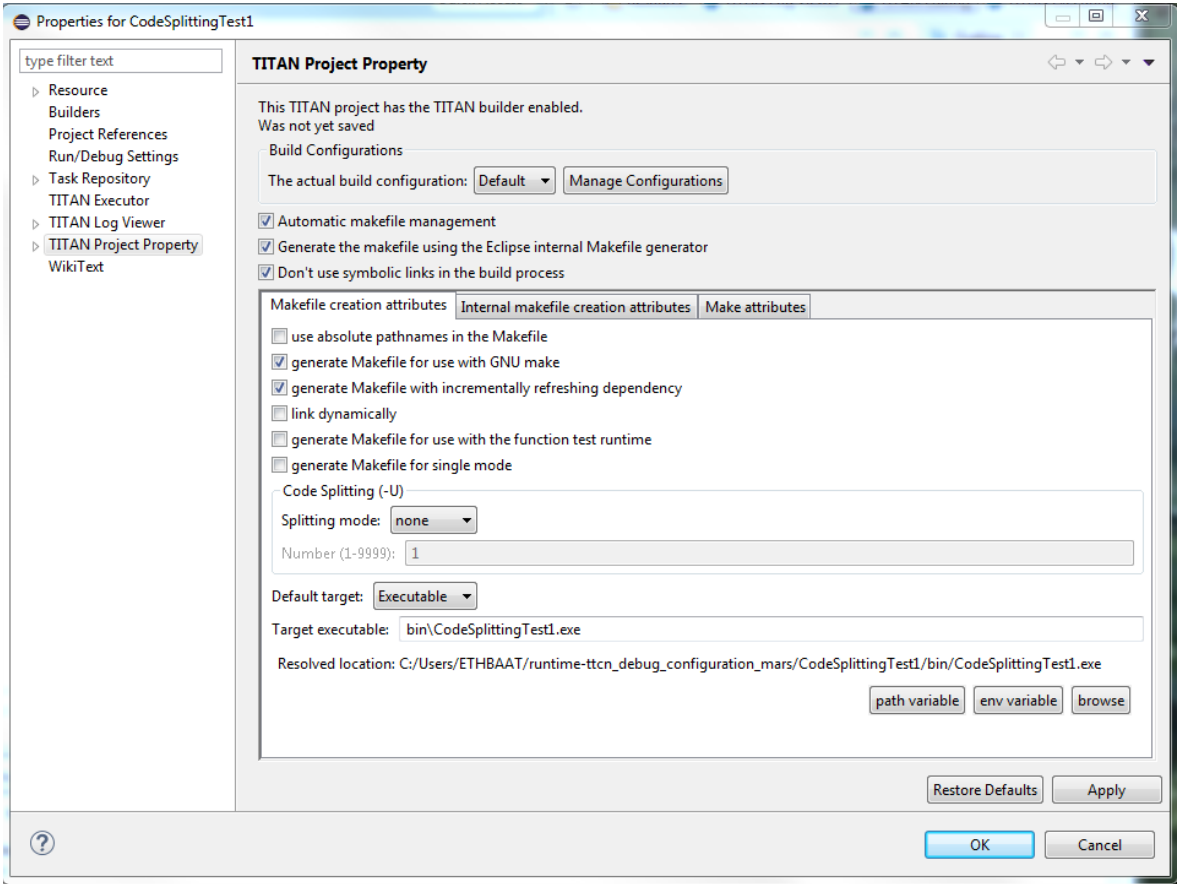 Properties for CodeSplittingTest1
type filter text
Resource
Builders
Project References
Run/Debug Settings
Task Repository
TITAN Executor
TITAN Log Viewer
TITAN Project Property
WikiText
TITAN Project Property
This TITAN project has the TITAN builder enabled.
Was not yet saved
Build Configurations
The actual build configuration: Default Manage Configurations
Automatic makefile management
Generate the makefile using the Eclipse internal Makefile generator
Don't use symbolic links in the build process
Makefile creation attributes Internal makefile creation attributes Make attributes
use absolute pathnames in the Makefile
generate Makefile for use with GNU make
generate Makefile with incrementally refreshing dependency
link dynamically
generate Makefile for use with the function test runtime
generate Makefile for single mode
Code Splitting (-U)
Splitting mode: none
Number (1-9999): 1
Default target: Executable
Target executable: bin\CodeSplittingTest1.exe
Resolved location: C:/Users/ETHBAAT/runtime-ttcn_debug_configuration_mars/CodeSplittingTest1/bin/CodeSplittingTest1.exe
path variable env variable browse
Restore Defaults Apply
OK Cancel